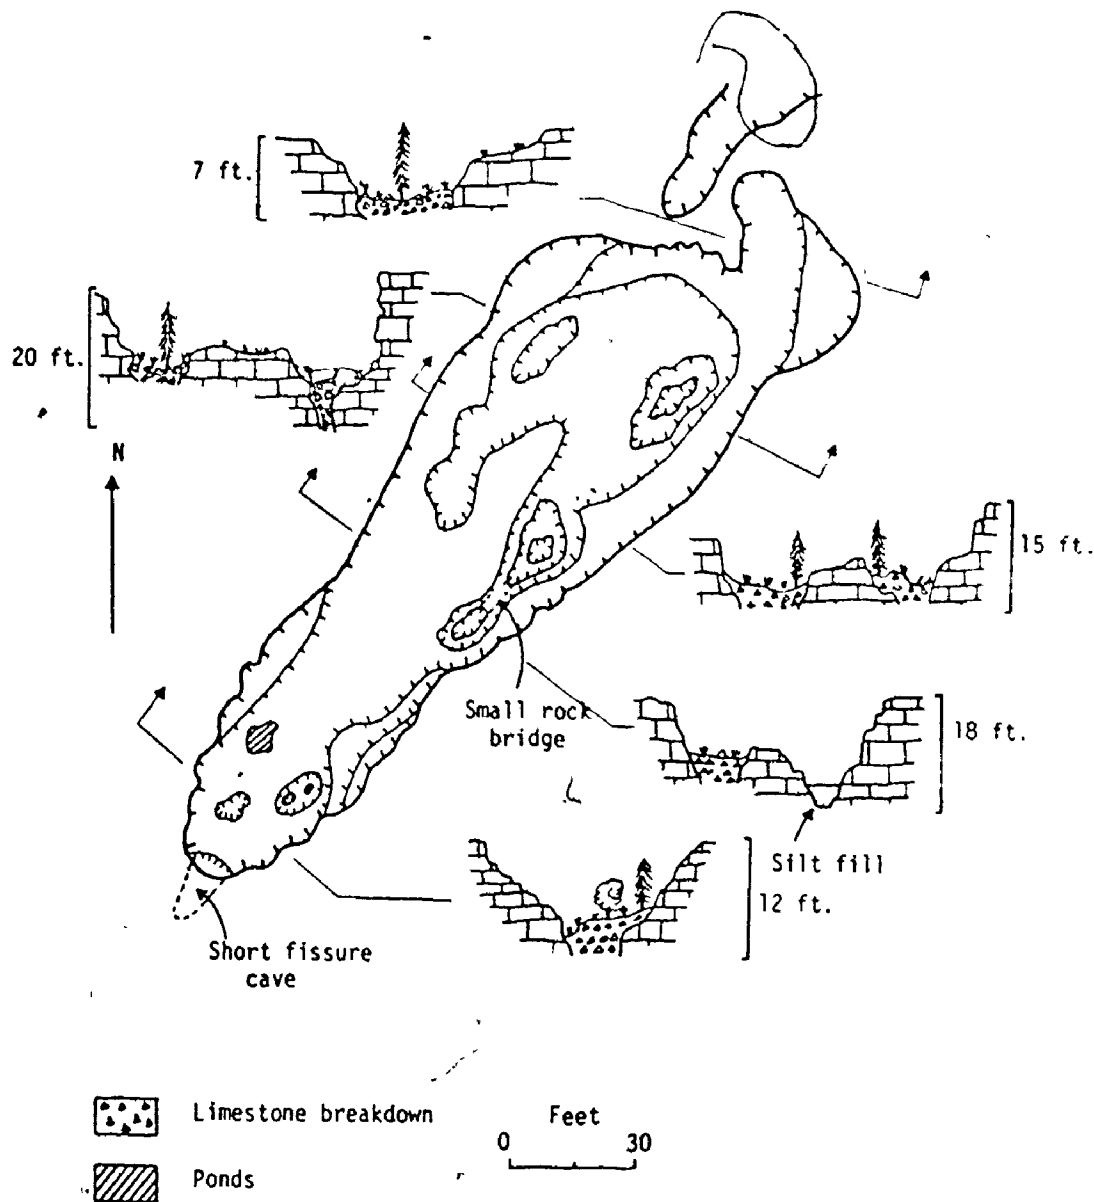 7 ft.
20 ft.
N
15 ft.
Small rock
bridge
18 ft.
Silt fill
12 ft.
Short fissure
cave
Limestone breakdown
Feet
0 30
Ponds